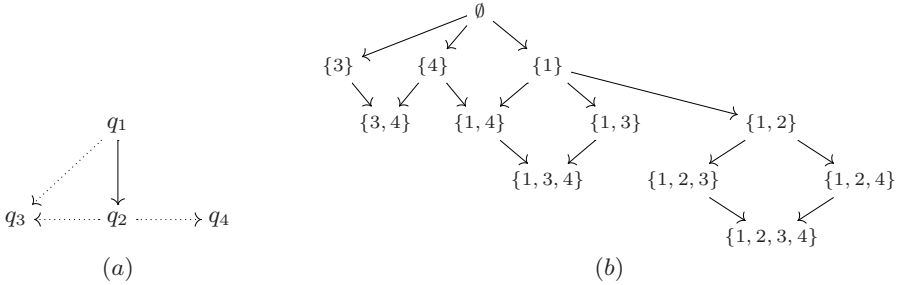 ∅
{3} {4} {1}
q₁ {3, 4} {1, 4} {1, 3} {1, 2}
{1, 3, 4} {1, 2, 3} {1, 2, 4}
q₃ q₂ q₄
{1, 2, 3, 4}
(a) (b)